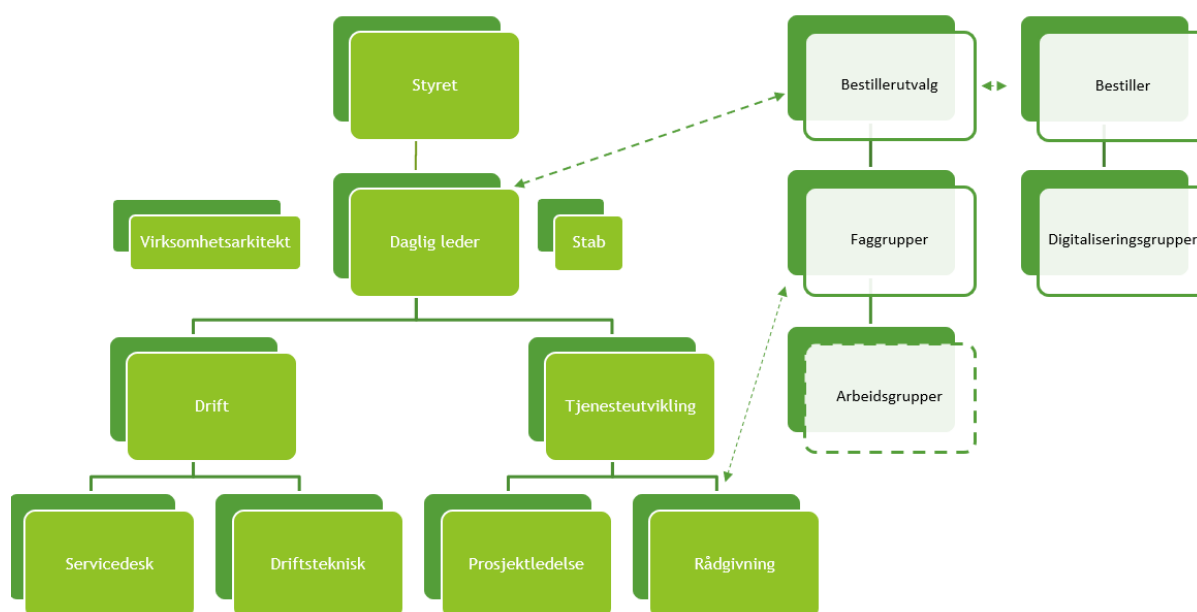 Styret
Bestillerutvalg
Bestiller
Virksomhetsarkitekt
Daglig leder
Stab
Faggrupper
Digitaliseringsgrupper
Drift
Tjenesteutvikling
Arbeidsgrupper
Servicedesk
Driftsteknisk
Prosjektledelse
Rådgivning